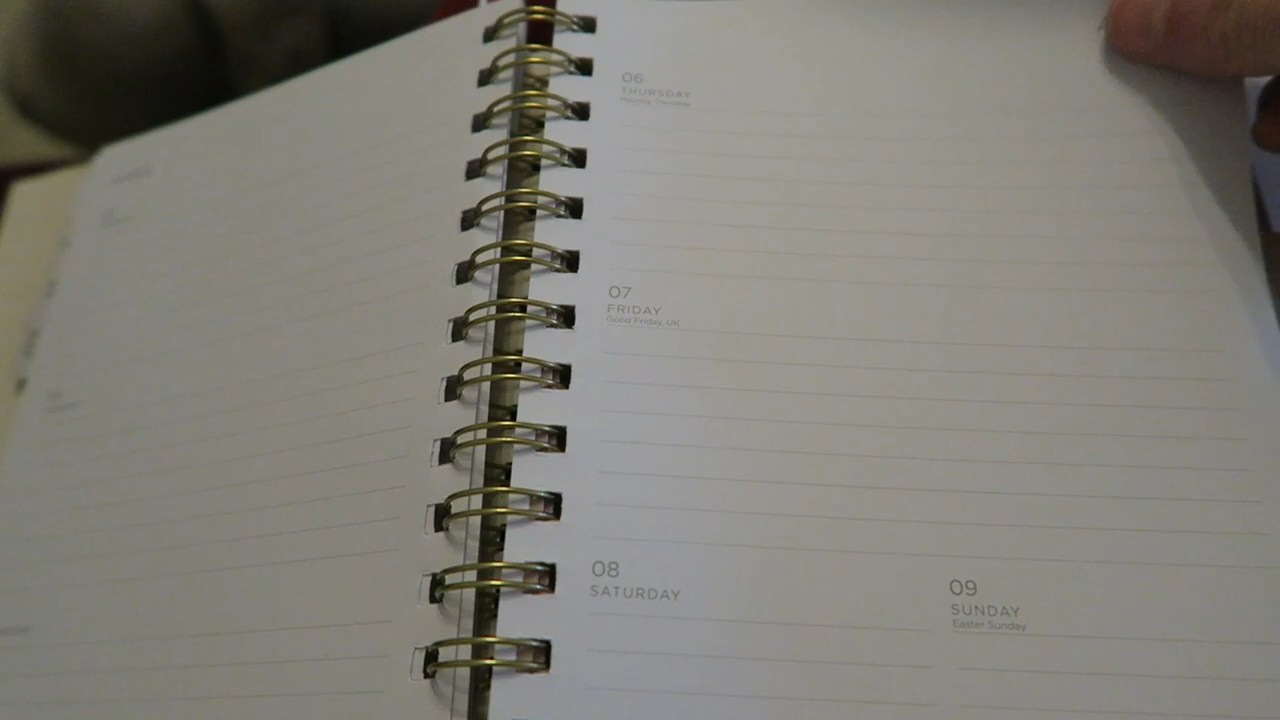 06
THURSDAY
Maundy Thursday
07
FRIDAY
Good Friday, UK
08
SATURDAY
09
SUNDAY
Easter Sunday